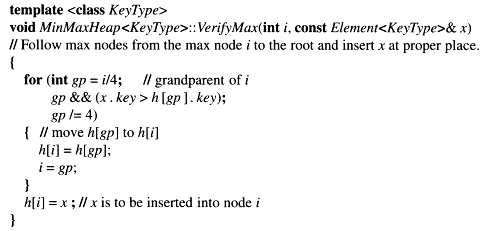 template <class KeyType>
void MinMaxHeap<KeyType>::VerifyMax(int i, const Element<KeyType>& x)
// Follow max nodes from the max node i to the root and insert x at proper place.
{
for (int gp = i/4; // grandparent of i
gp && (x . key > h [gp ] . key);
gp /= 4)
{ // move h[gp] to h[i]
h[i] = h[gp];
i = gp;
}
h[i] = x ; // x is to be inserted into node i
}